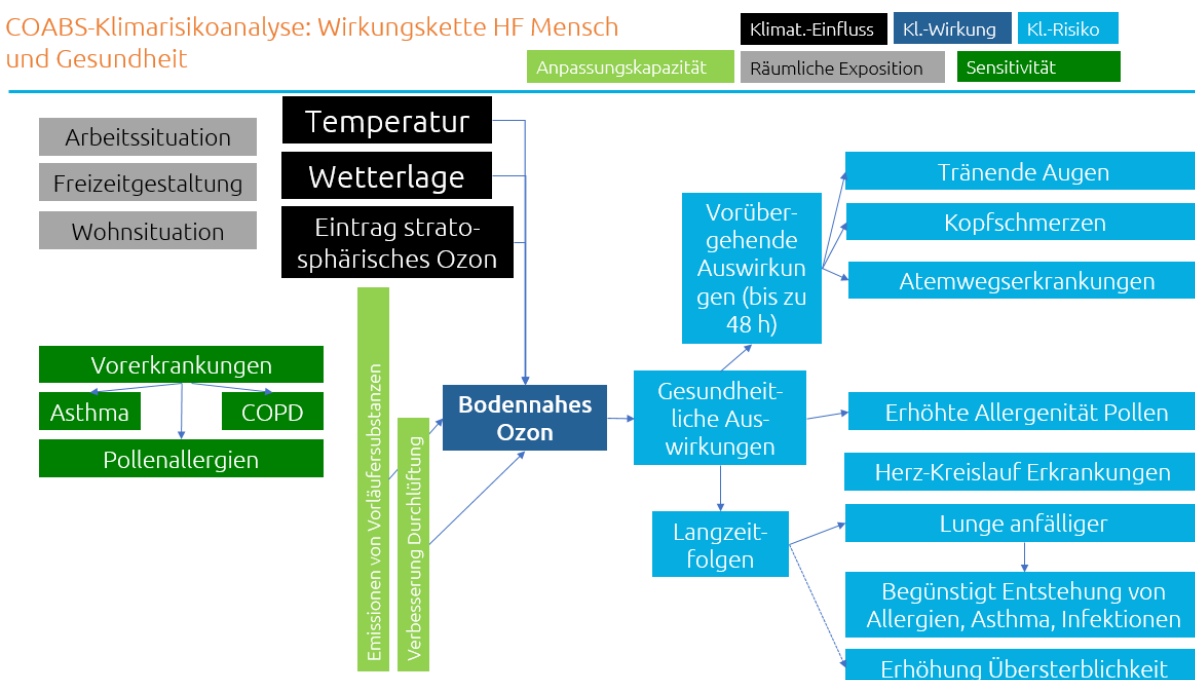 COABS-Klimarisikoanalyse: Wirkungskette HF Mensch
und Gesundheit
Klimat.-Einfluss
Kl.-Wirkung
Kl.-Risiko
Anpassungskapazität
Räumliche Exposition
Sensitivität
Arbeitssituation
Freizeitgestaltung
Wohnsituation
Temperatur
Wetterlage
Eintrag strato-
sphärisches Ozon
Vorerkrankungen
Asthma
COPD
Pollenallergien
Emissionen von Vorläufersubstanzen
Verbesserung Durchlüftung
Bodennahes
Ozon
Gesundheit-
liche Aus-
wirkungen
Vorüber-
gehende
Auswirkun
gen (bis zu
48 h)
Langzeit-
folgen
Tränende Augen
Kopfschmerzen
Atemwegserkrankungen
Erhöhte Allergenität Pollen
Herz-Kreislauf Erkrankungen
Lunge anfälliger
Begünstigt Entstehung von
Allergien, Asthma, Infektionen
Erhöhung Übersterblichkeit